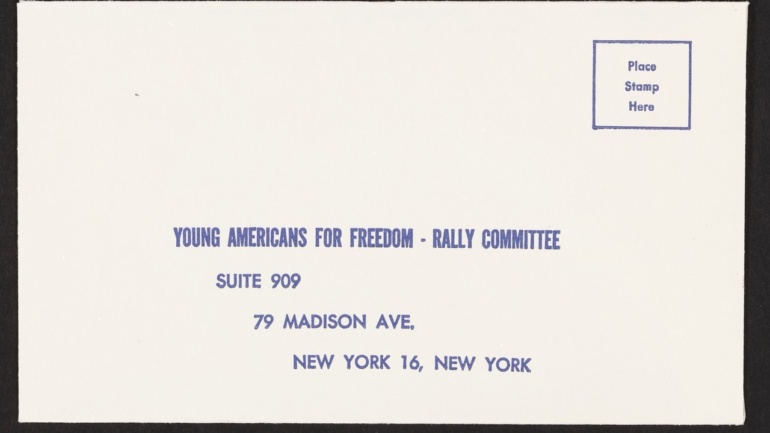 Place
Stamp
Here
YOUNG AMERICANS FOR FREEDOM - RALLY COMMITTEE
SUITE 909
79 MADISON AVE.
NEW YORK 16, NEW YORK